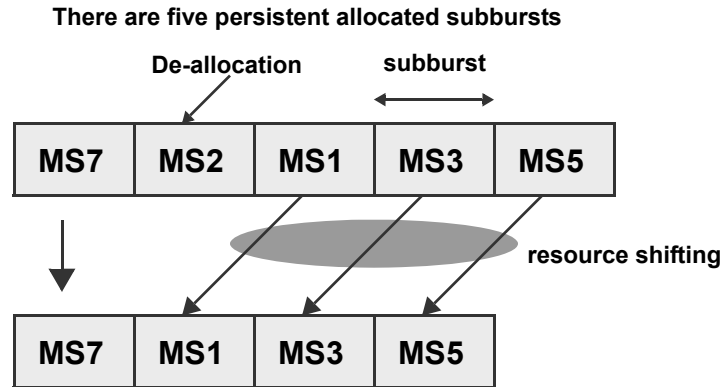 There are five persistent allocated subbursts
De-allocation
subburst
MS7 MS2 MS1 MS3 MS5
resource shifting
MS7 MS1 MS3 MS5